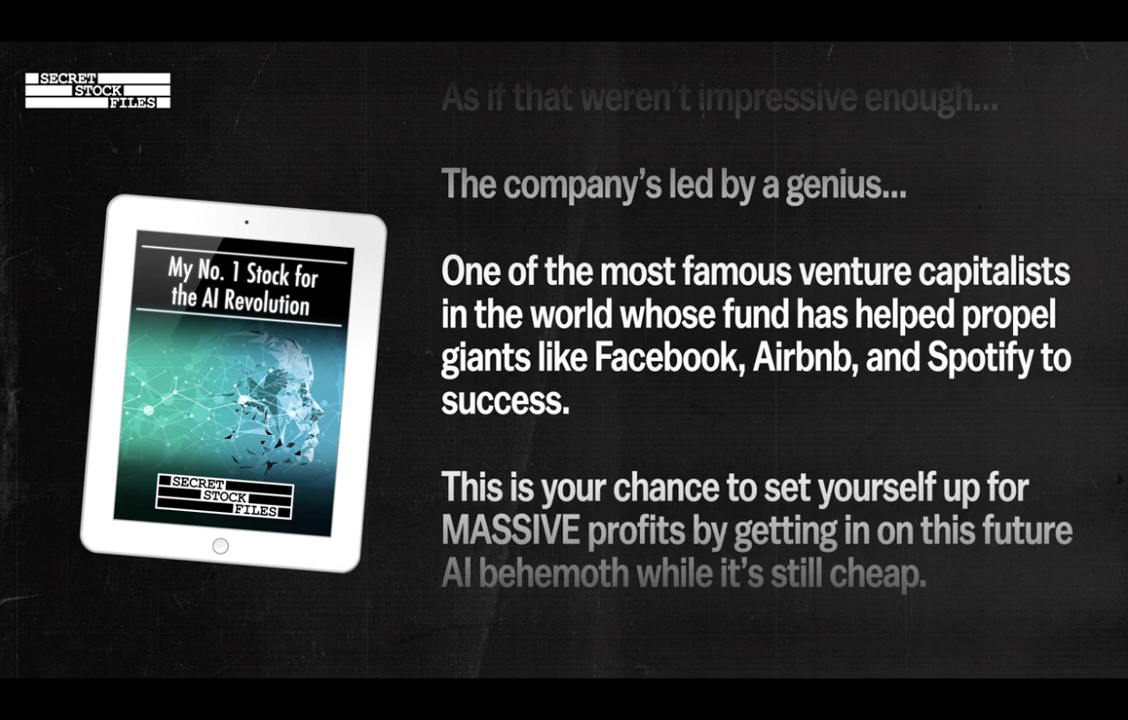 SECRET
STOCK
FILES
As if that weren't impressive enough...
The company's led by a genius...
One of the most famous venture capitalists
in the world whose fund has helped propel
giants like Facebook, Airbnb, and Spotify to
success.
This is your chance to set yourself up for
MASSIVE profits by getting in on this future
AI behemoth while it's still cheap.
My No. 1 Stock for
the AI Revolution
SECRET
STOCK
FILES